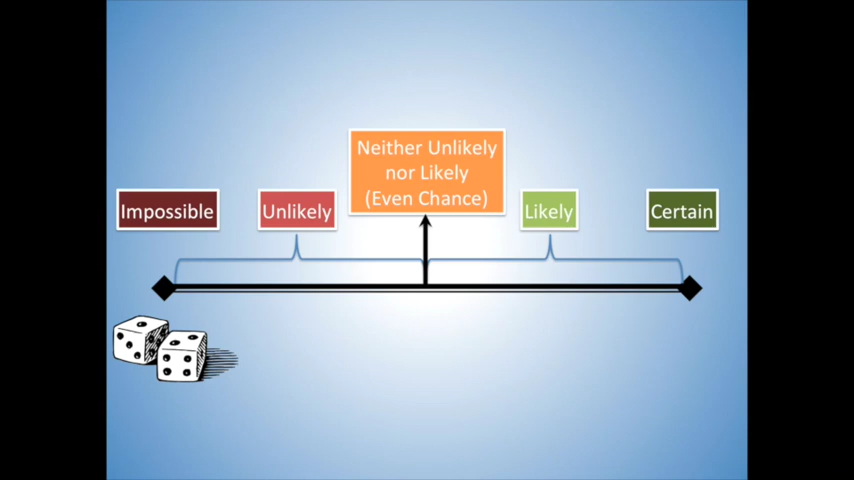 Neither Unlikely
nor Likely
(Even Chance)
Impossible
Unlikely
Likely
Certain